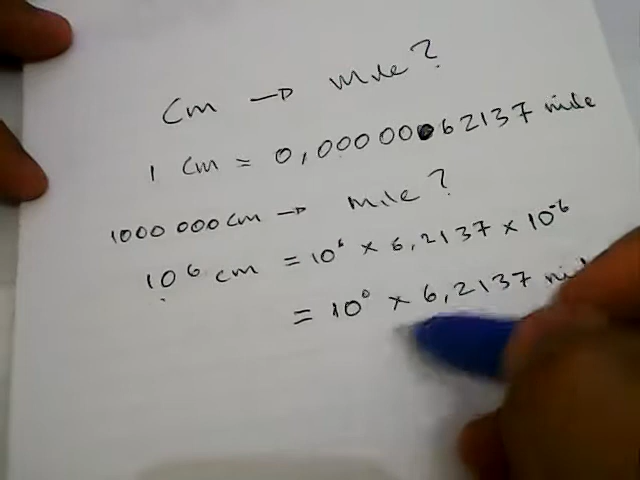 Cm → mile ?
1 Cm = 0,00000062137 mile
1000 000 cm → mile ?
10⁶ cm = 10⁶ × 6,2137 × 10⁻⁶
= 10⁰ × 6,2137